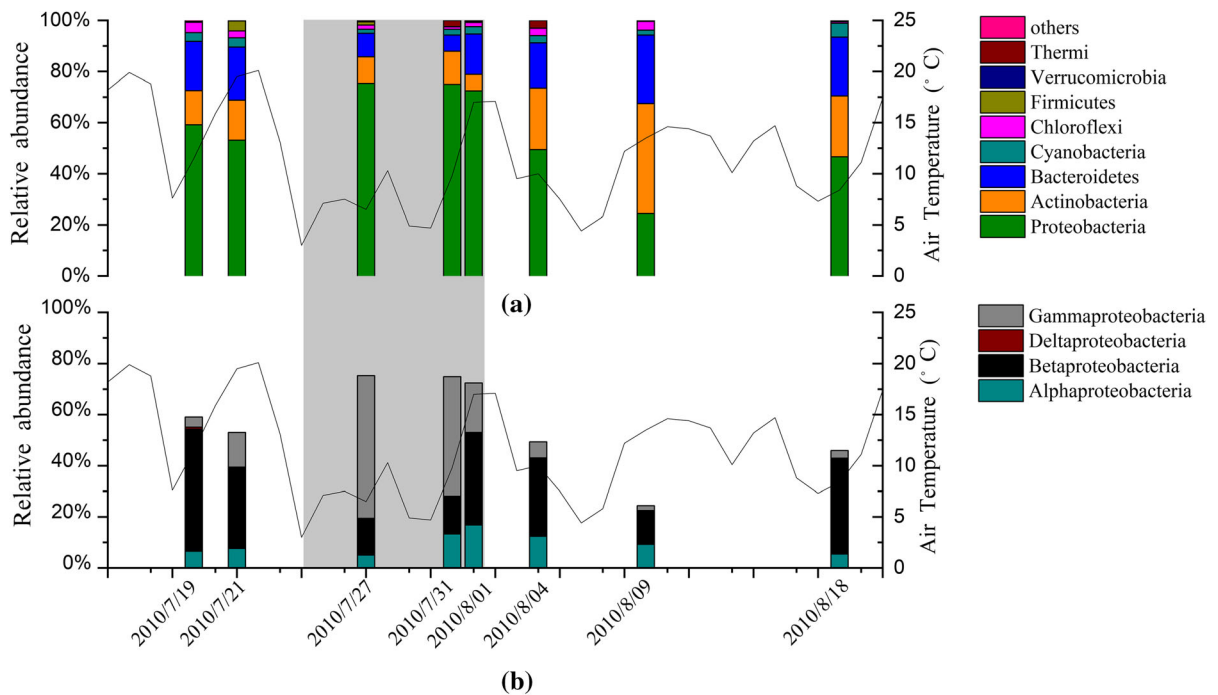 100%
80%
60%
40%
20%
0%
Relative abundance
25
20
15
10
5
0
Air Temperature (°C)
others
Thermi
Verrucomicrobia
Firmicutes
Chloroflexi
Cyanobacteria
Bacteroidetes
Actinobacteria
Proteobacteria
(a)
100%
80%
60%
40%
20%
0%
Relative abundance
25
20
15
10
5
0
Air Temperature (°C)
Gammaproteobacteria
Deltaproteobacteria
Betaproteobacteria
Alphaproteobacteria
2010/7/19
2010/7/21
2010/7/27
2010/7/31
2010/8/01
2010/8/04
2010/8/09
2010/8/18
(b)